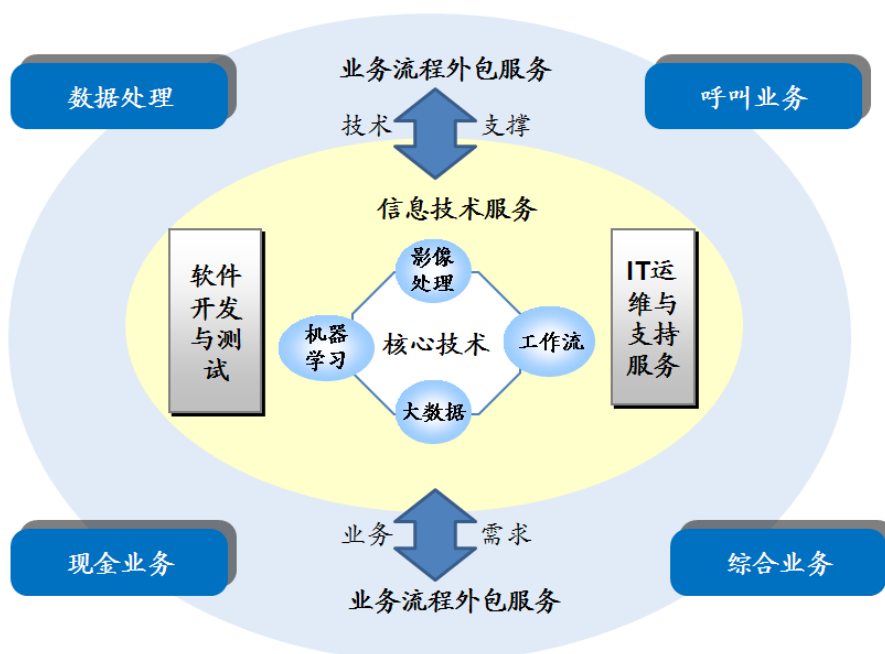 业务流程外包服务
数据处理
呼叫业务
技术
支撑
信息技术服务
软件
开发
与测
试
影像
处理
机器
学习
核心技术
工作流
大数据
IT运
维与
支持
服务
业务
需求
现金业务
综合业务
业务流程外包服务